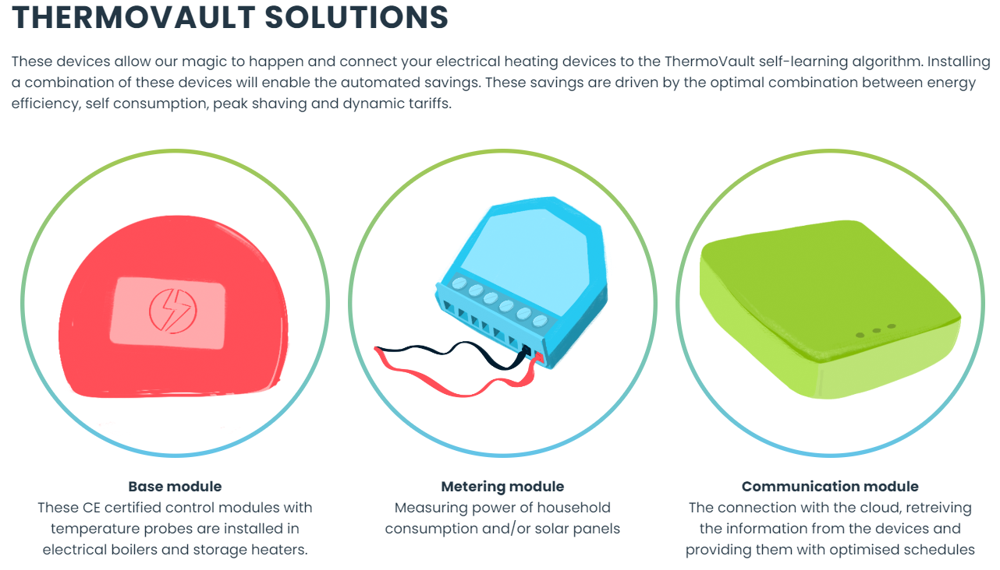 THERMOVAULT SOLUTIONS
These devices allow our magic to happen and connect your electrical heating devices to the ThermoVault self-learning algorithm. Installing
a combination of these devices will enable the automated savings. These savings are driven by the optimal combination between energy
efficiency, self consumption, peak shaving and dynamic tariffs.
Base module
These CE certified control modules with
temperature probes are installed in
electrical boilers and storage heaters.
Metering module
Measuring power of household
consumption and/or solar panels
Communication module
The connection with the cloud, retreiving
the information from the devices and
providing them with optimised schedules